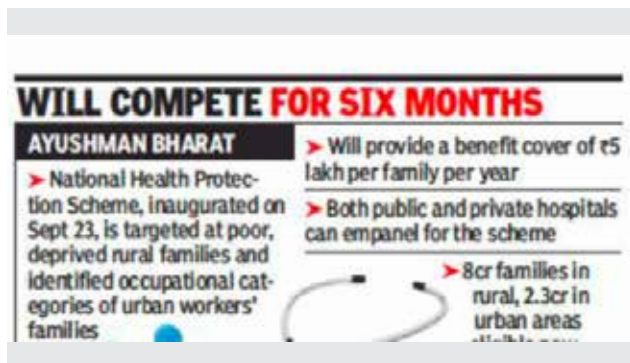 WILL COMPETE FOR SIX MONTHS
AYUSHMAN BHARAT
➤ National Health Protec-
tion Scheme, inaugurated on
Sept 23, is targeted at poor,
deprived rural families and
identified occupational cat-
egories of urban workers'
families
➤ Will provide a benefit cover of ₹5
lakh per family per year
➤ Both public and private hospitals
can empanel for the scheme
➤ 8cr families in
rural, 2.3cr in
urban areas